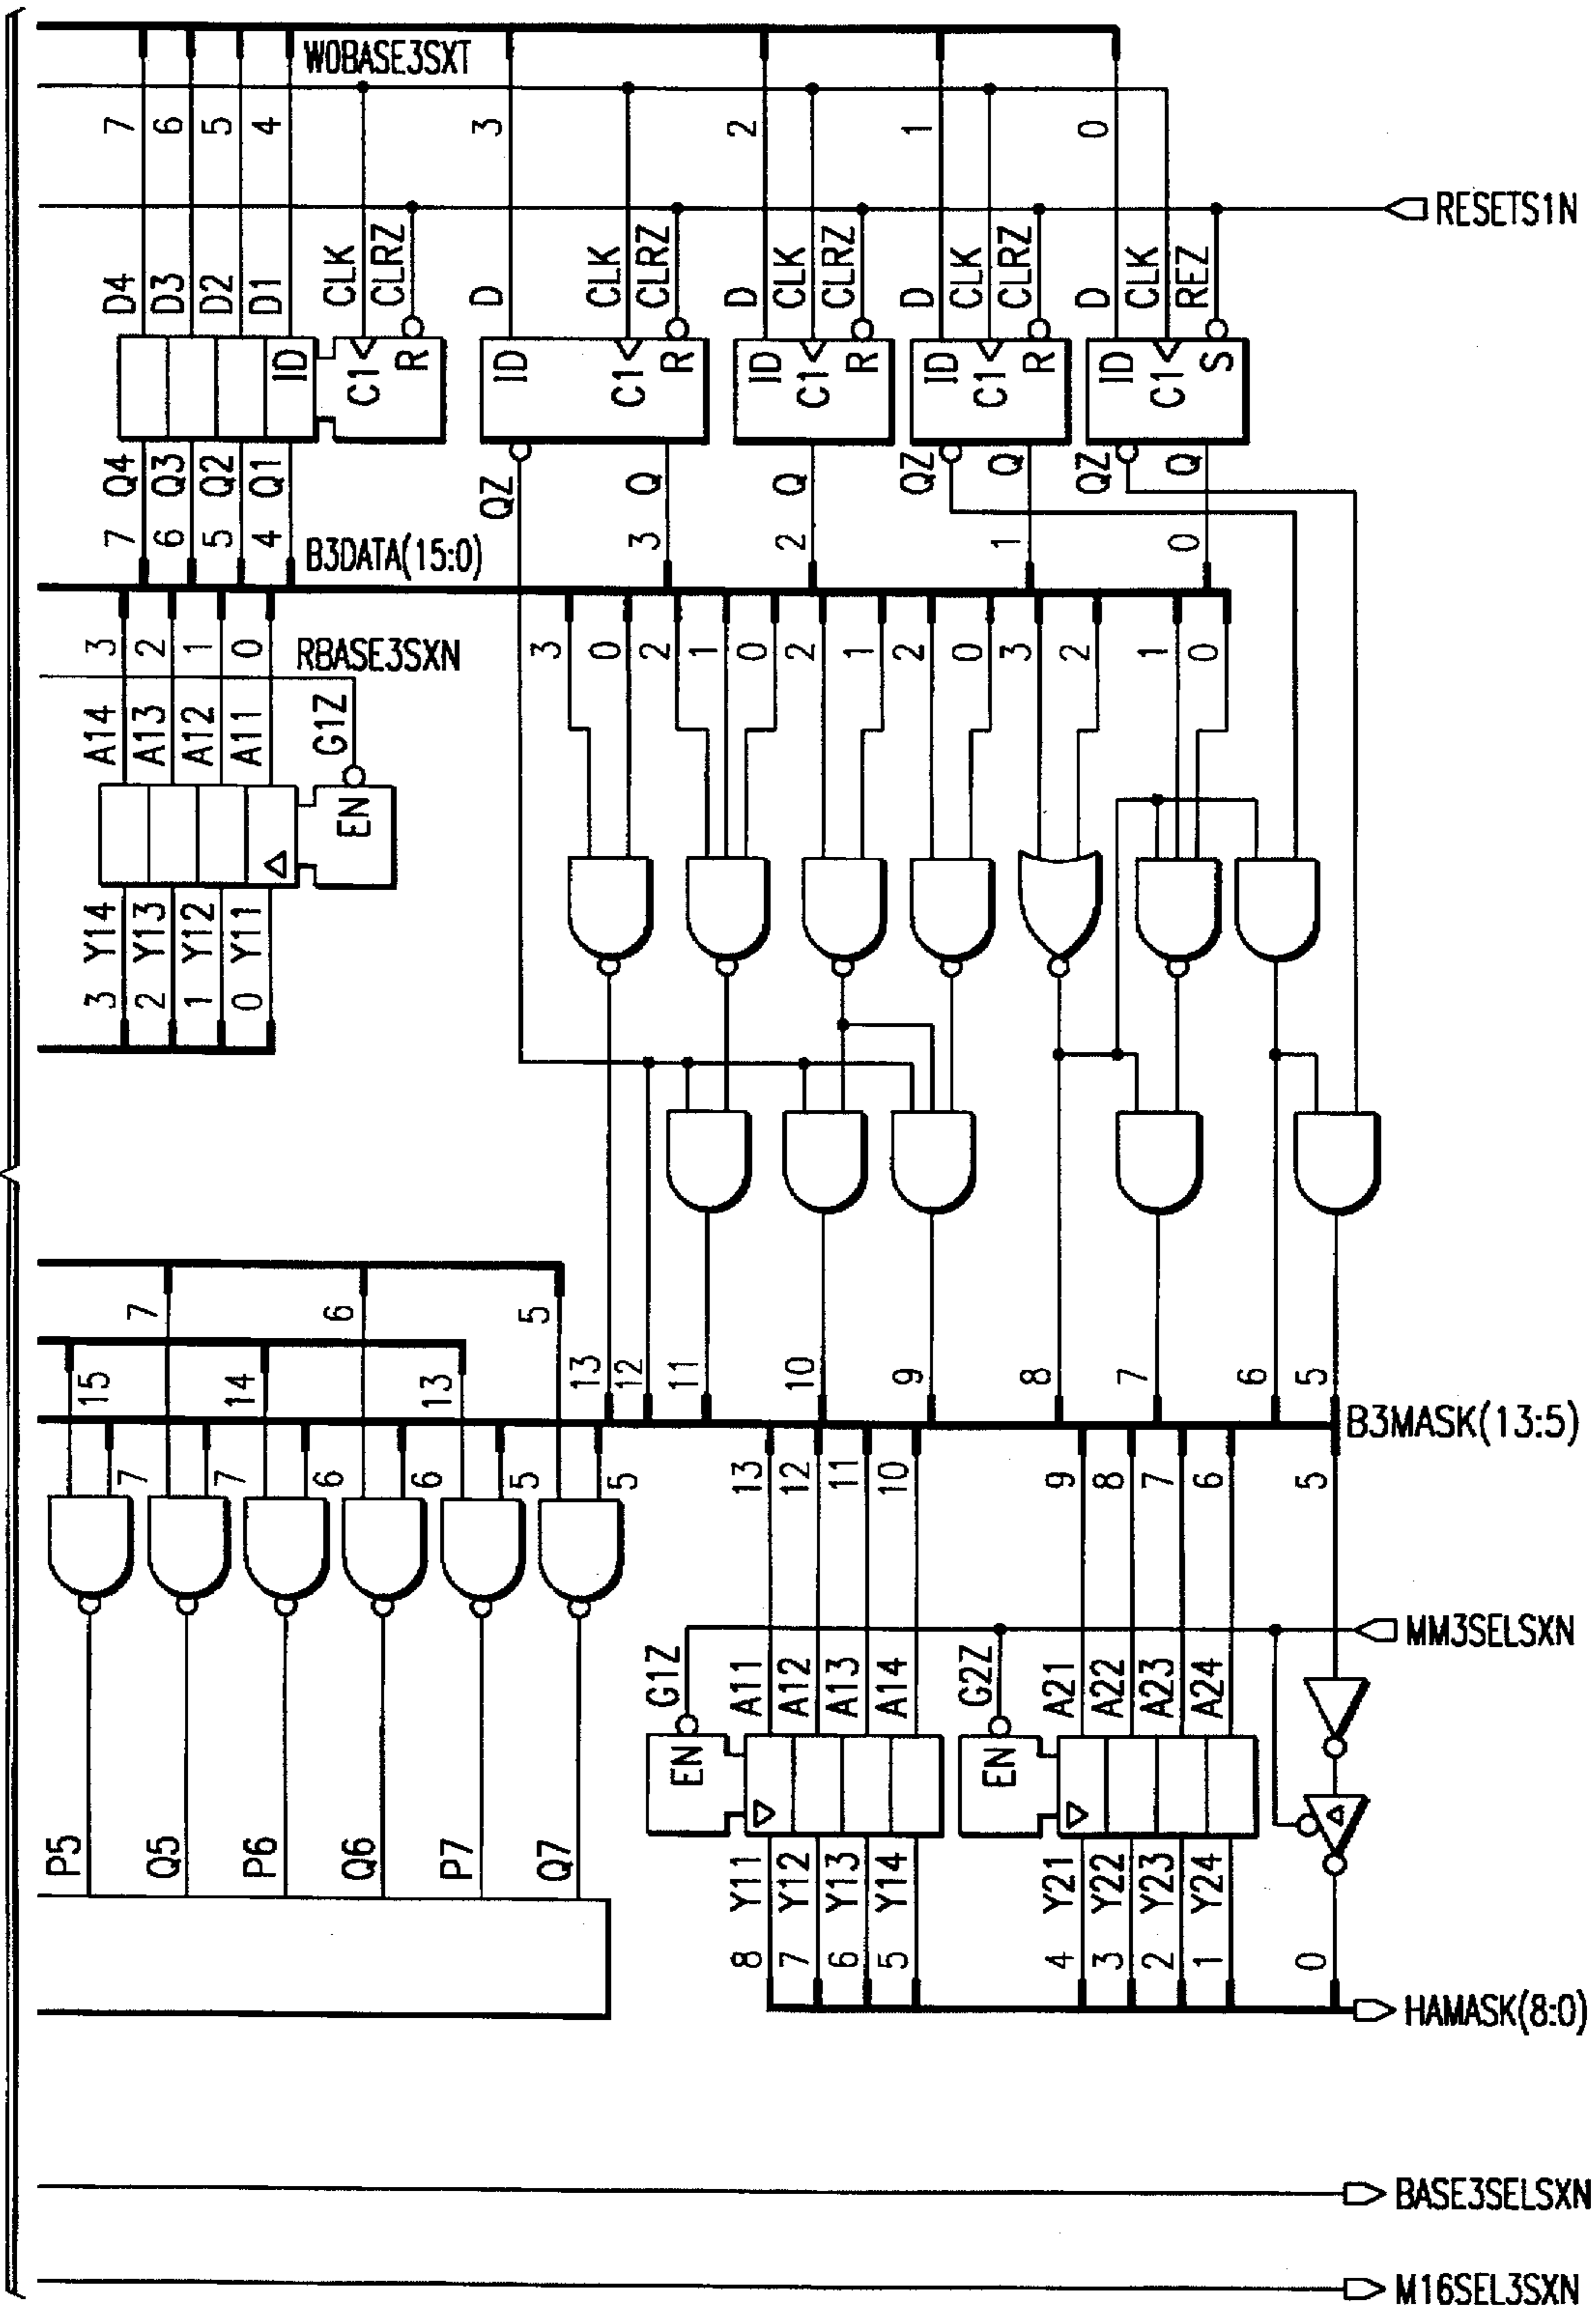 W0BASE3SXT
7 6 5 4 3 2 1 0
RESETS1N
D4 D3 D2 D1 CLK CLRZ D CLK CLRZ D CLK CLRZ D CLK CLRZ D CLK REZ
ID C1 R ID C1 R ID C1 R ID C1 R ID C1 S
Q4 Q3 Q2 Q1 QZ Q Q QZ Q QZ Q
7 6 5 4 3 2 1 0
B3DATA(15:0)
3 2 1 0 3 0 2 1 0 2 1 2 0 3 2 1 0
RBASE3SXN
A14 A13 A12 A11 G1Z
EN
Y14 Y13 Y12 Y11
3 2 1 0
7 6 5
15 14 13
13 12 11 10 9 8 7 6 5
B3MASK(13:5)
7 7 6 6 5 5 13 12 11 10 9 8 7 6 5
MM3SELSXN
G1Z A11 A12 A13 A14 G2Z A21 A22 A23 A24
EN EN
P5 Q5 P6 Q6 P7 Q7 Y11 Y12 Y13 Y14 Y21 Y22 Y23 Y24
8 7 6 5 4 3 2 1 0
HAMASK(8:0)
BASE3SELSXN
M16SEL3SXN